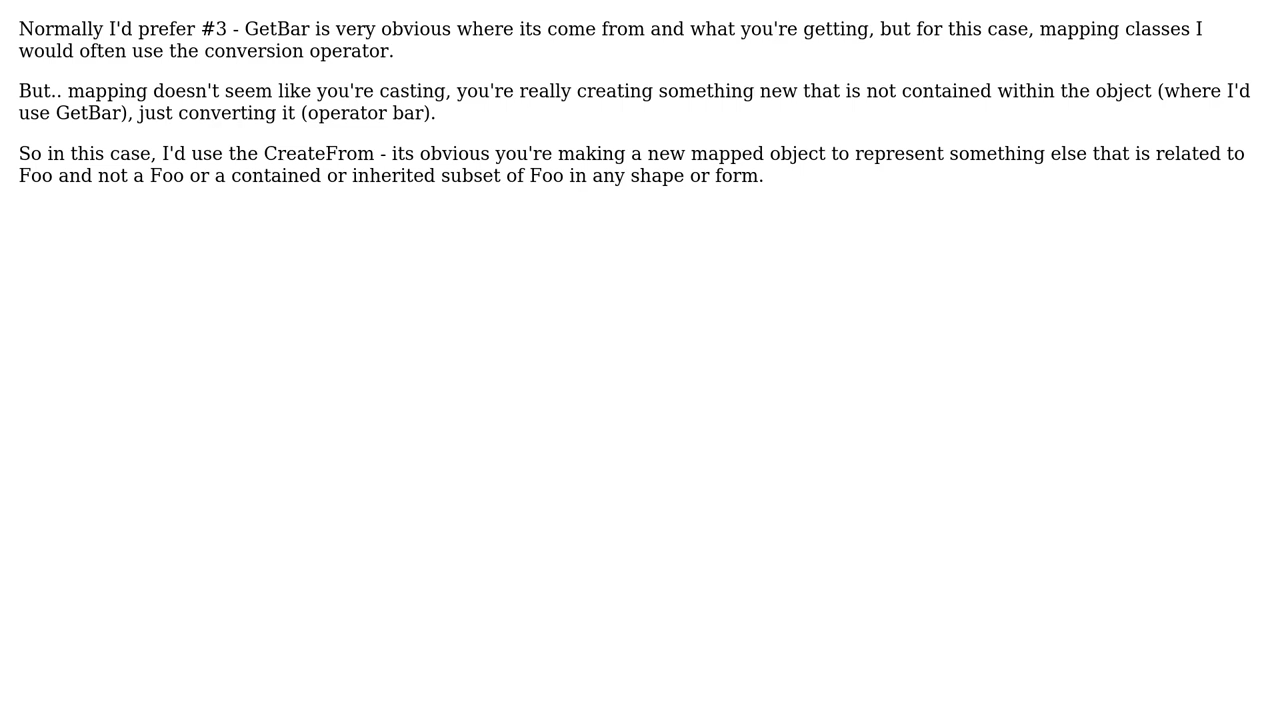 Normally I'd prefer #3 - GetBar is very obvious where its come from and what you're getting, but for this case, mapping classes I
would often use the conversion operator.
But.. mapping doesn't seem like you're casting, you're really creating something new that is not contained within the object (where I'd
use GetBar), just converting it (operator bar).
So in this case, I'd use the CreateFrom - its obvious you're making a new mapped object to represent something else that is related to
Foo and not a Foo or a contained or inherited subset of Foo in any shape or form.